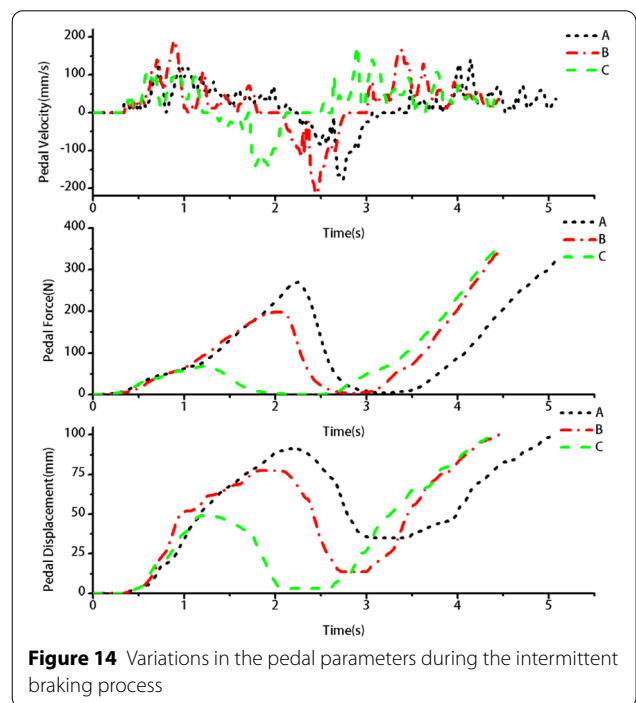 200
100
0
-100
-200
Pedal Velocity(mm/s)
A
B
C
0 1 2 3 4 5
Time(s)
400
300
200
100
0
Pedal Force(N)
A
B
C
0 1 2 3 4 5
Time(s)
100
75
50
25
0
Pedal Displacement(mm)
A
B
C
0 1 2 3 4 5
Time(s)
Figure 14 Variations in the pedal parameters during the intermittent
braking process